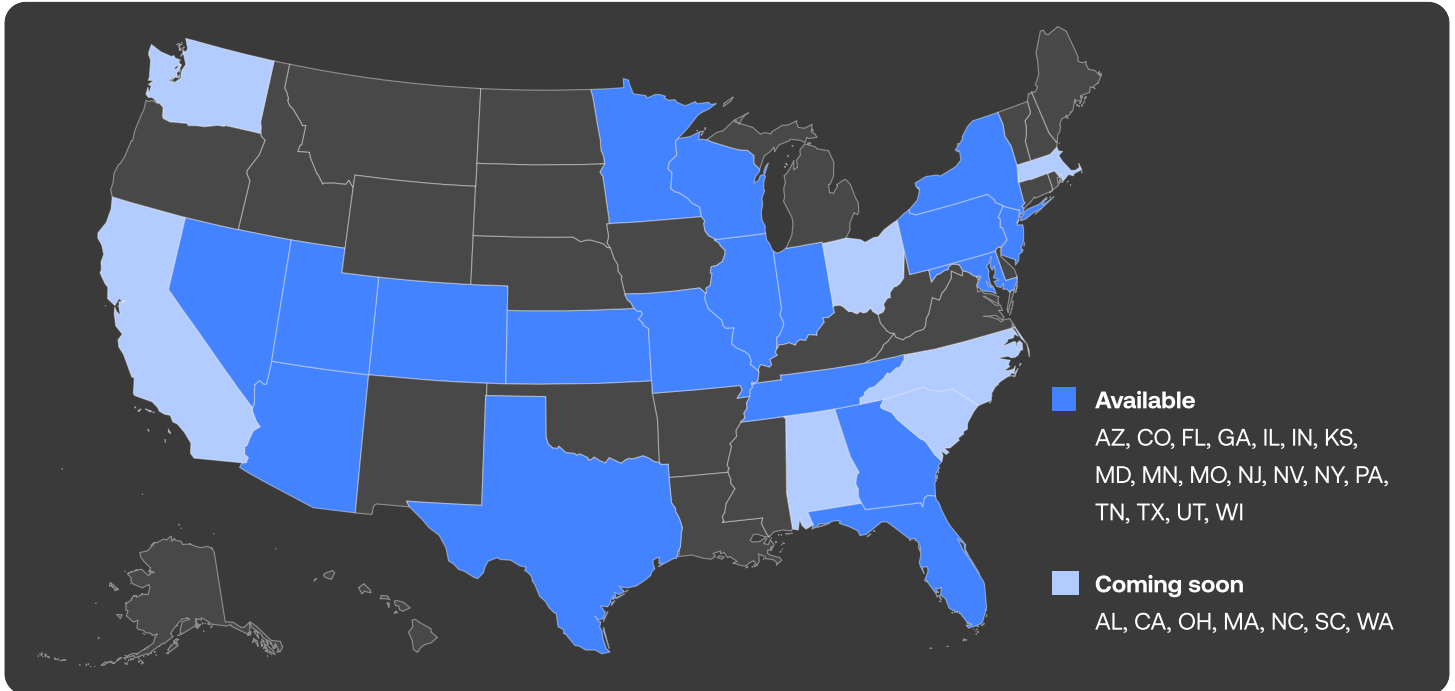 Available
AZ, CO, FL, GA, IL, IN, KS,
MD, MN, MO, NJ, NV, NY, PA,
TN, TX, UT, WI
Coming soon
AL, CA, OH, MA, NC, SC, WA